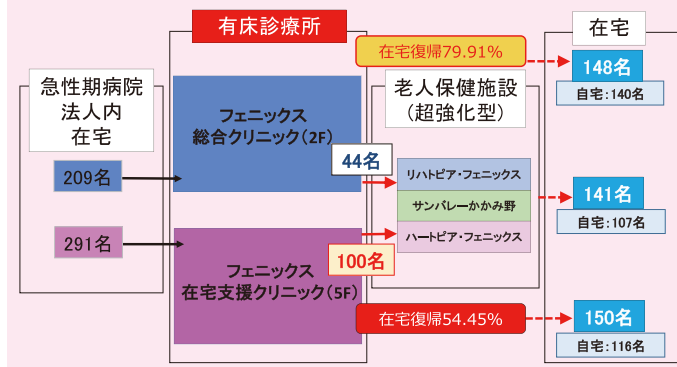 有床診療所
在宅復帰79.91%
在宅
148名
自宅:140名
急性期病院
法人内
在宅
フェニックス
総合クリニック(2F)
老人保健施設
(超強化型)
209名
44名
リハトピア・フェニックス
サンバレーかかみ野
ハートピア・フェニックス
141名
自宅:107名
291名
100名
フェニックス
在宅支援クリニック(5F)
在宅復帰54.45%
150名
自宅:116名